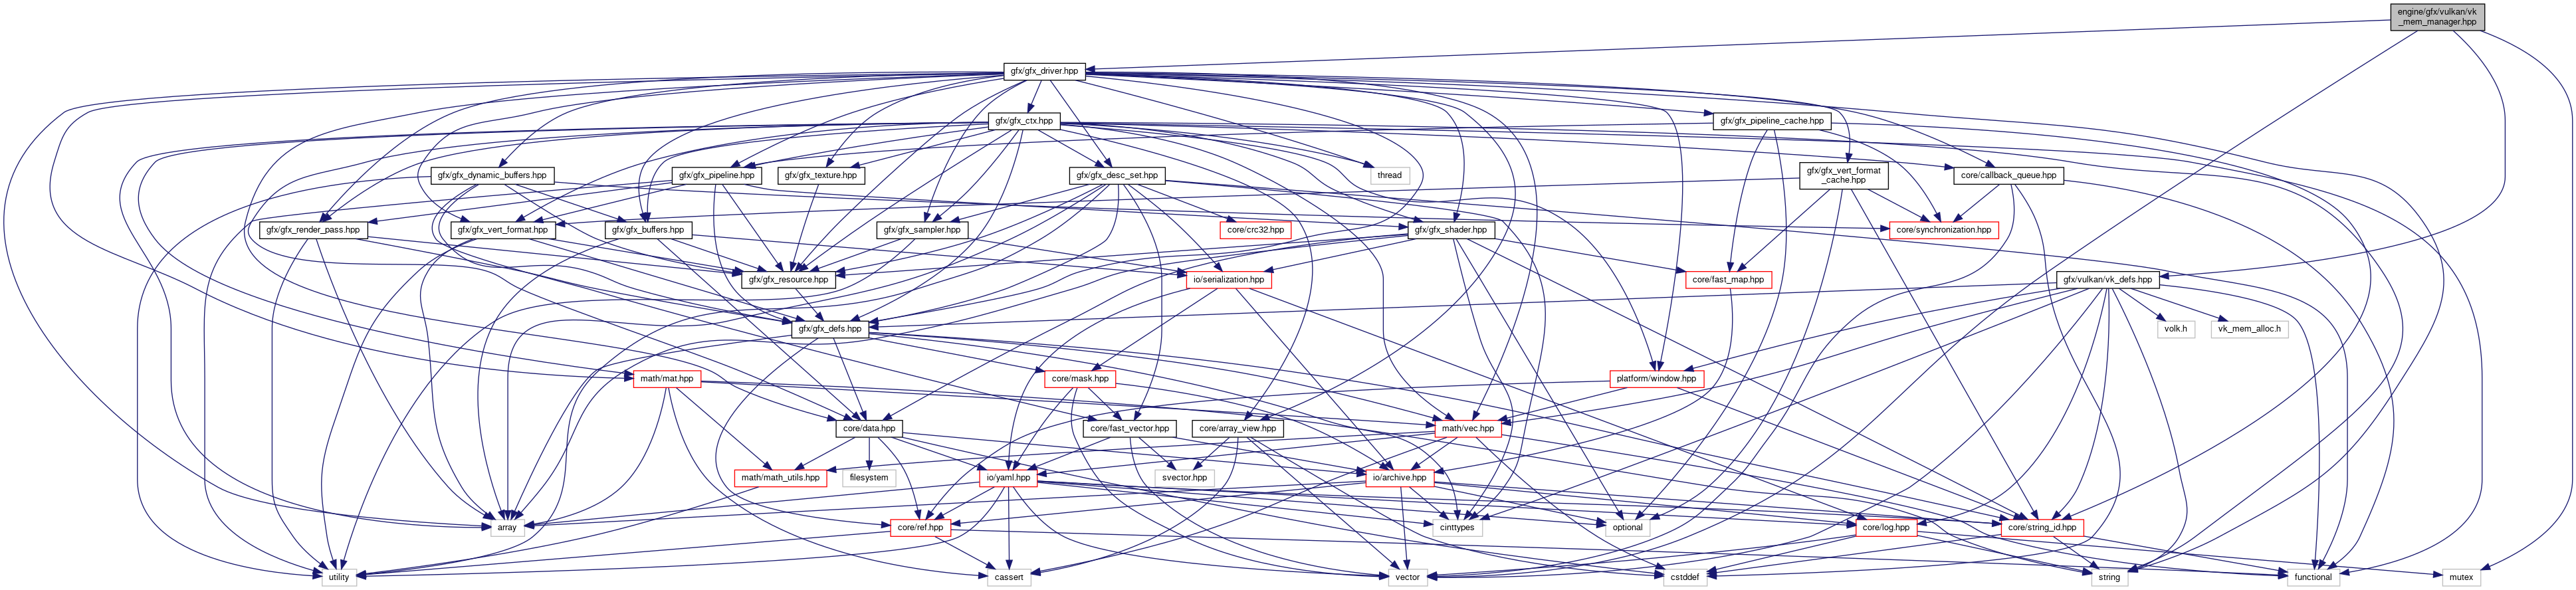 engine/gfx/vulkan/vk
_mem_manager.hpp
gfx/gfx_driver.hpp
gfx/gfx_ctx.hpp
gfx/gfx_pipeline_cache.hpp
gfx/gfx_dynamic_buffers.hpp
gfx/gfx_pipeline.hpp
gfx/gfx_texture.hpp
gfx/gfx_desc_set.hpp
thread
gfx/gfx_vert_format
_cache.hpp
core/callback_queue.hpp
gfx/gfx_render_pass.hpp
gfx/gfx_vert_format.hpp
gfx/gfx_buffers.hpp
gfx/gfx_sampler.hpp
core/crc32.hpp
gfx/gfx_shader.hpp
core/synchronization.hpp
gfx/gfx_resource.hpp
io/serialization.hpp
core/fast_map.hpp
gfx/vulkan/vk_defs.hpp
gfx/gfx_defs.hpp
volk.h
vk_mem_alloc.h
math/mat.hpp
core/mask.hpp
platform/window.hpp
core/data.hpp
core/fast_vector.hpp
core/array_view.hpp
math/vec.hpp
math/math_utils.hpp
filesystem
io/yaml.hpp
svector.hpp
io/archive.hpp
array
core/ref.hpp
cinttypes
optional
core/log.hpp
core/string_id.hpp
utility
cassert
vector
cstddef
string
functional
mutex